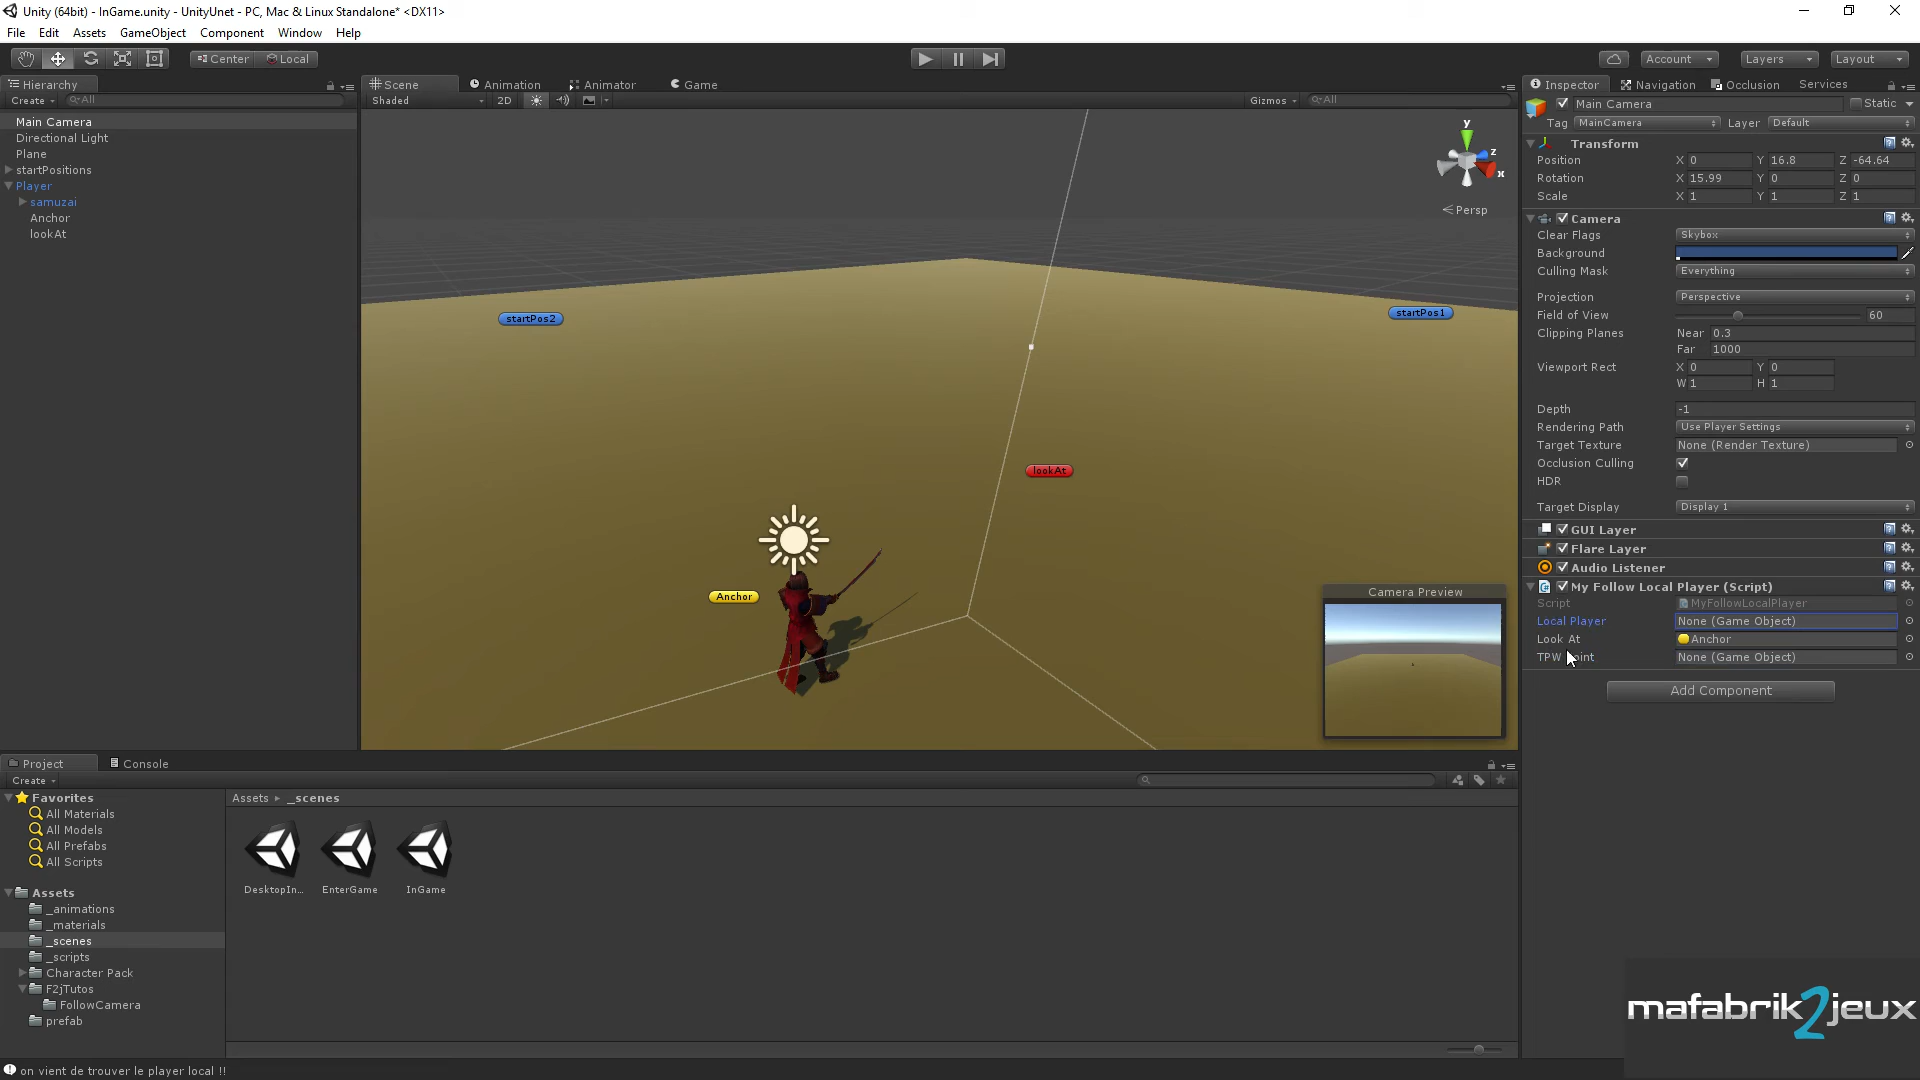 Unity (64bit) - InGame.unity - UnityUnet - PC, Mac & Linux Standalone* <DX11>
File Edit Assets GameObject Component Window Help
Center Local Account Layers Layout
Hierarchy
Create All
Main Camera
Directional Light
Plane
startPositions
Player
samuzai
Anchor
lookAt
Scene Animation Animator Game
Shaded 2D Gizmos All
y
z
x
Persp
startPos2
startPos1
lookAt
Anchor
Camera Preview
Inspector Navigation Occlusion Services
Main Camera Static
Tag MainCamera Layer Default
Transform
Position X 0 Y 16.8 Z -64.64
Rotation X 15.99 Y 0 Z 0
Scale X 1 Y 1 Z 1
Camera
Clear Flags Skybox
Background
Culling Mask Everything
Projection Perspective
Field of View 60
Clipping Planes Near 0.3
Far 1000
Viewport Rect X 0 Y 0
W 1 H 1
Depth -1
Rendering Path Use Player Settings
Target Texture None (Render Texture)
Occlusion Culling
HDR
Target Display Display 1
GUI Layer
Flare Layer
Audio Listener
My Follow Local Player (Script)
Script MyFollowLocalPlayer
Local Player None (Game Object)
Look At Anchor
TPW int None (Game Object)
Add Component
Project Console
Create
Favorites
All Materials
All Models
All Prefabs
All Scripts
Assets
_animations
_materials
_scenes
_scripts
Character Pack
F2jTutos
FollowCamera
prefab
Assets _scenes
DesktopIn... EnterGame InGame
on vient de trouver le player local !!
mafabrik2jeux